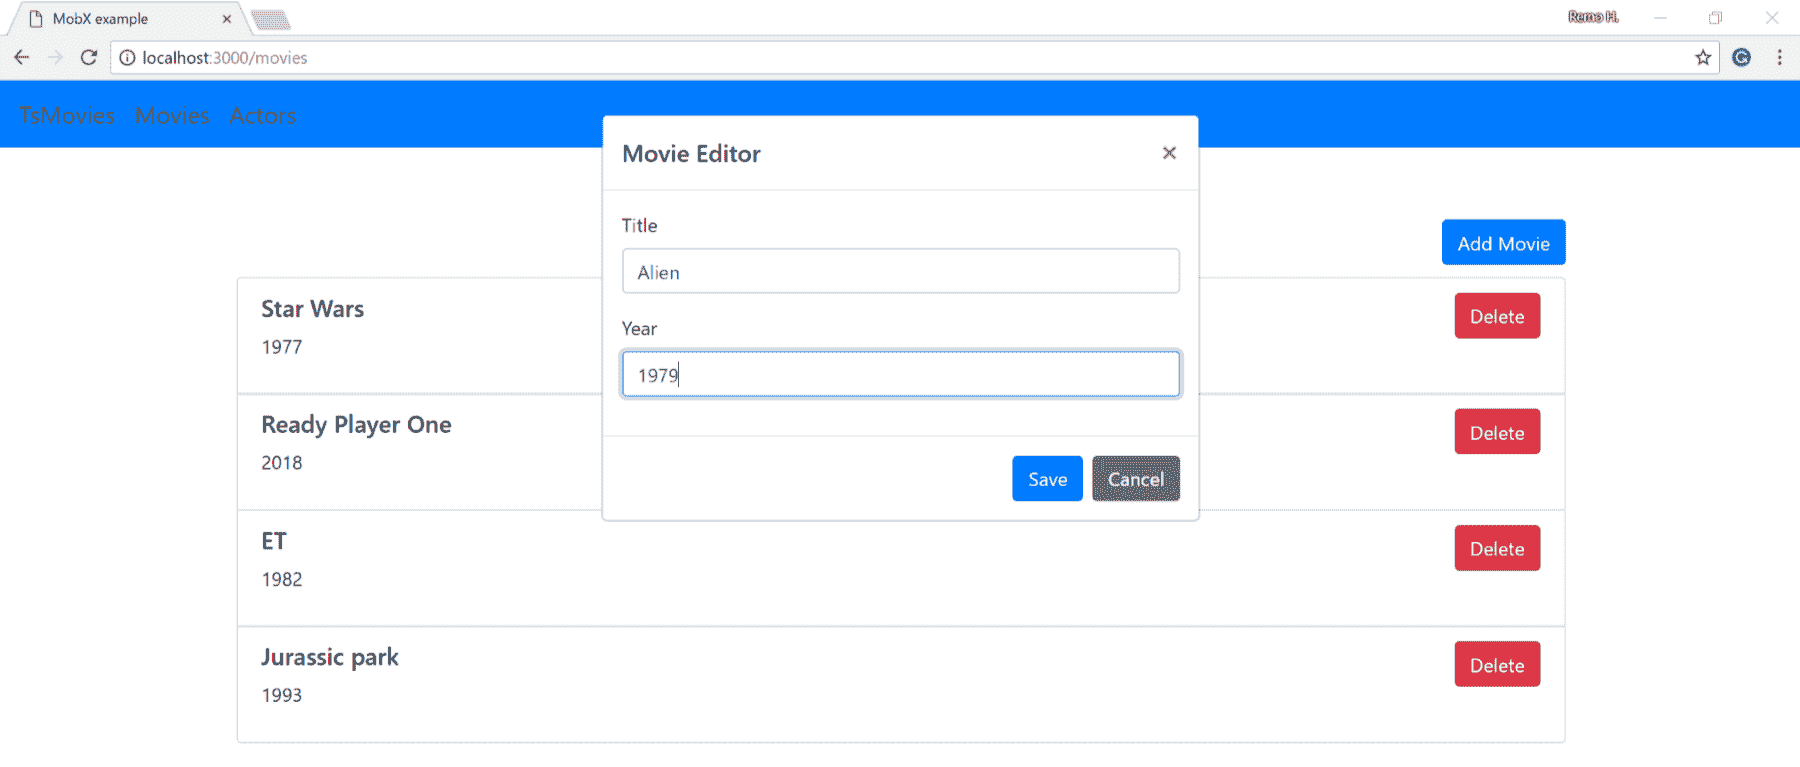 MobX example
Remo H.
localhost:3000/movies
TsMovies Movies Actors
Movie Editor
Title
Alien
Year
1979
Save Cancel
Add Movie
Star Wars
1977
Delete
Ready Player One
2018
Delete
ET
1982
Delete
Jurassic park
1993
Delete